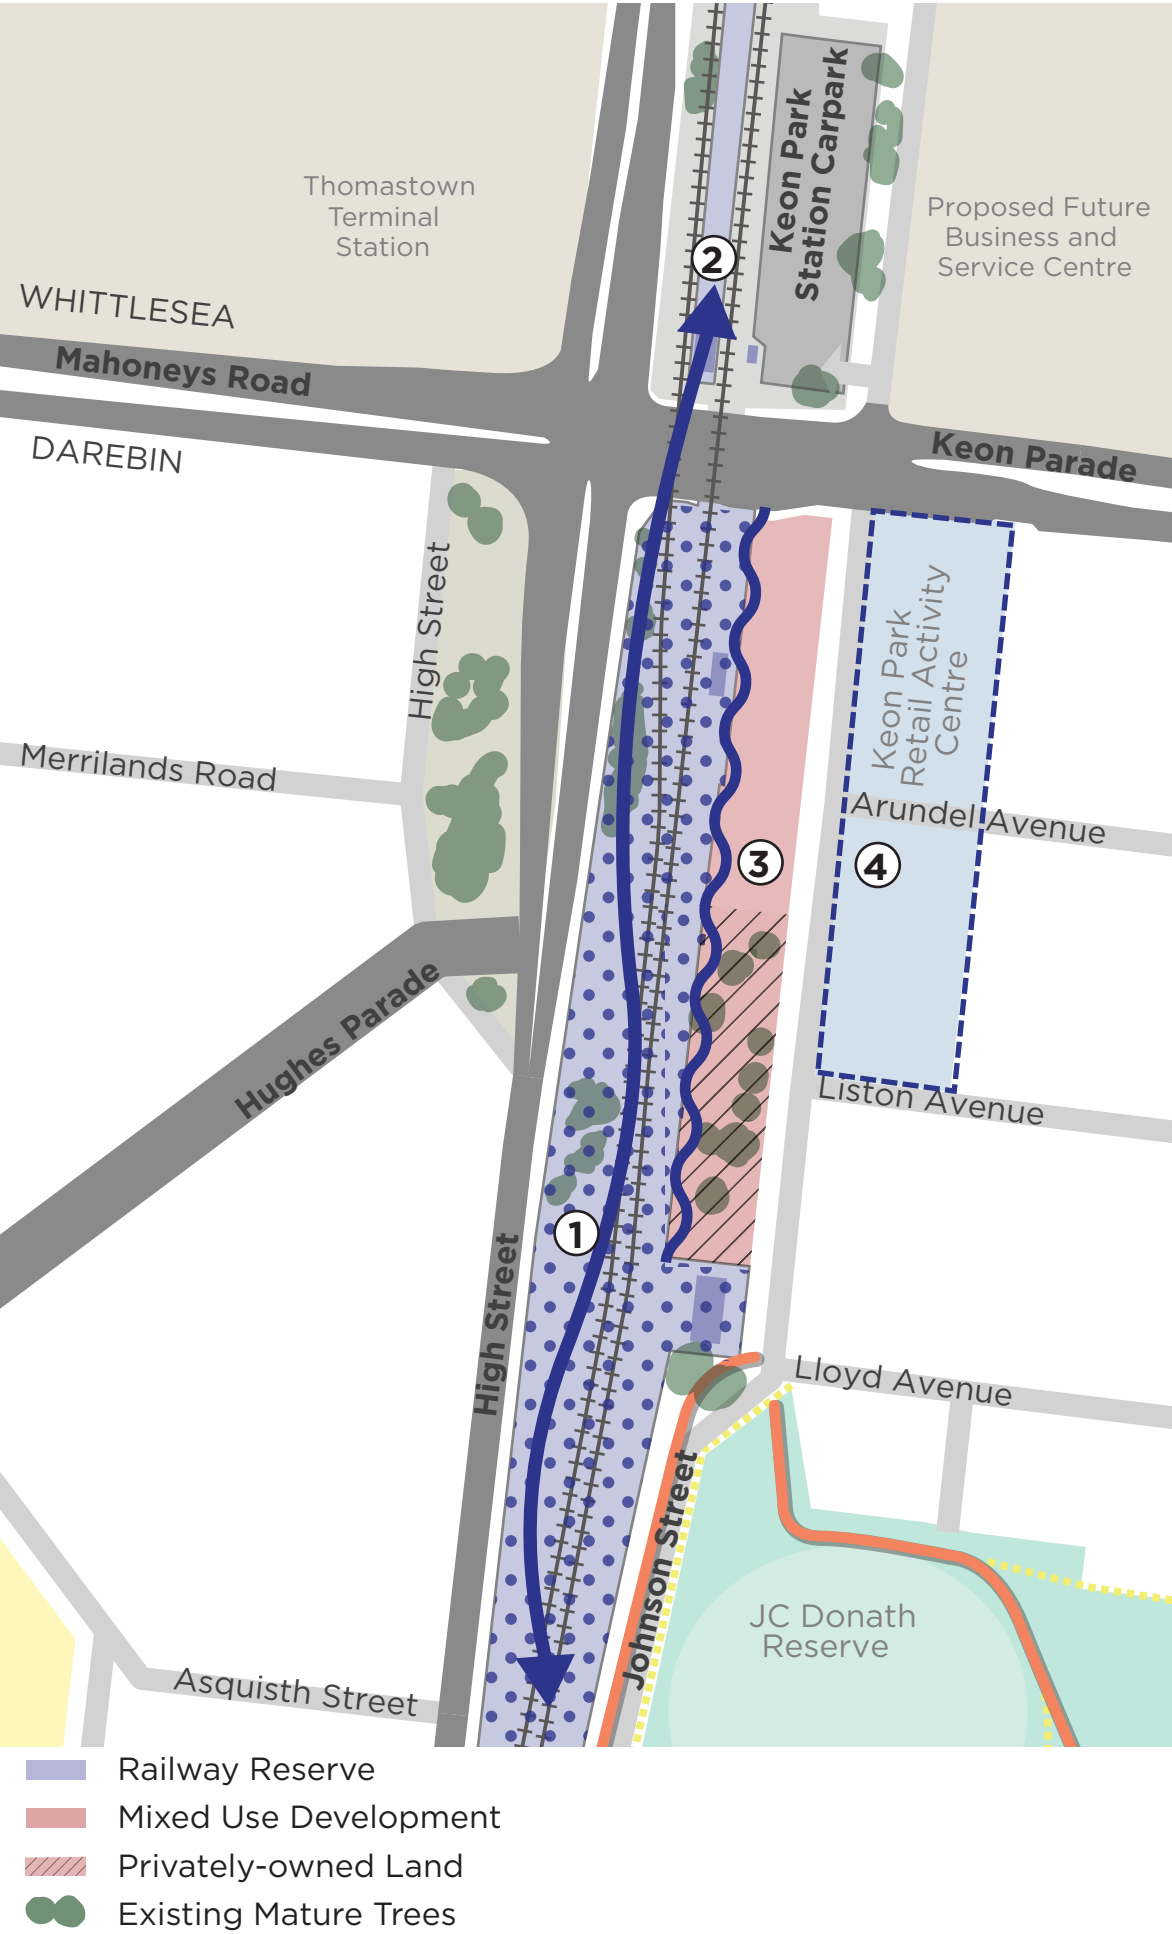 Keon Park
Station Carpark
Thomastown
Terminal
Station
Proposed Future
Business and
Service Centre
2
WHITTLESEA
Mahoneys Road
DAREBIN
Keon Parade
High Street
Keon Park
Retail Activity
Centre
Merrilands Road
Arundel Avenue
3
4
Hughes Parade
Liston Avenue
1
High Street
Lloyd Avenue
Johnson Street
JC Donath
Reserve
Asquisth Street
Railway Reserve
Mixed Use Development
Privately-owned Land
Existing Mature Trees